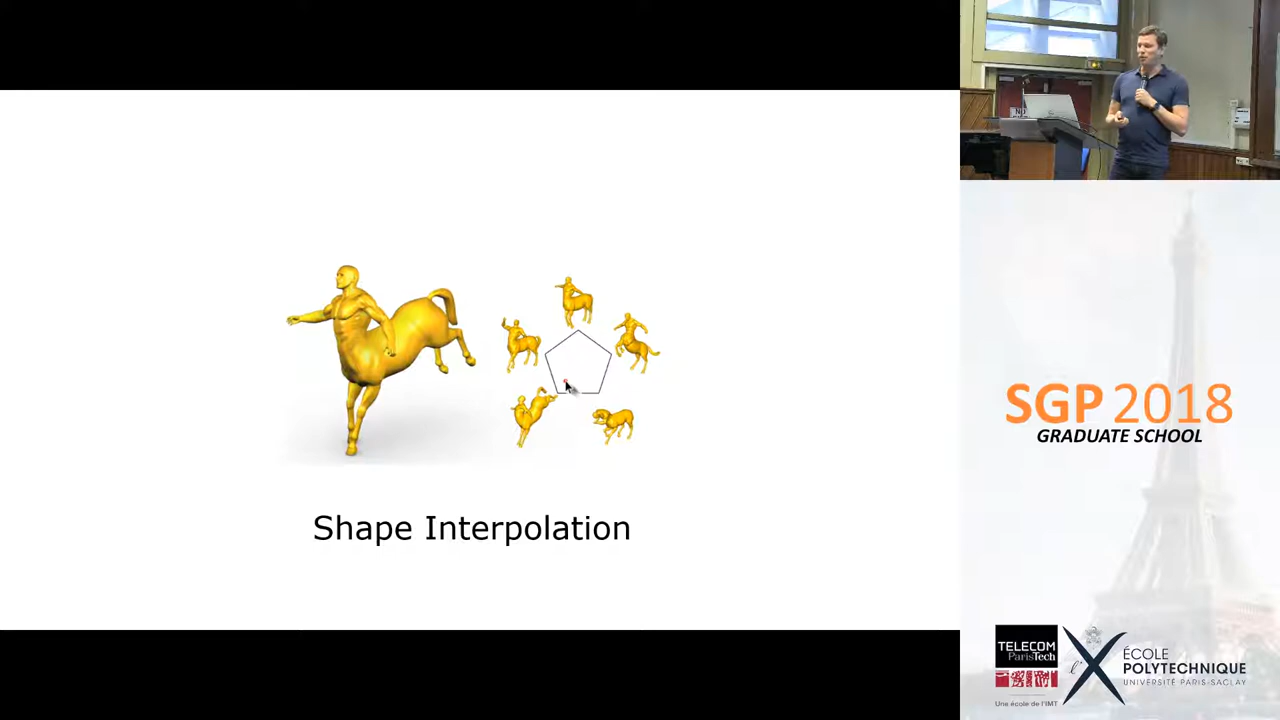 Shape Interpolation
SGP 2018
GRADUATE SCHOOL
TELECOM
ParisTech
Une école de l'IMT
ÉCOLE
POLYTECHNIQUE
UNIVERSITÉ PARIS-SACLAY